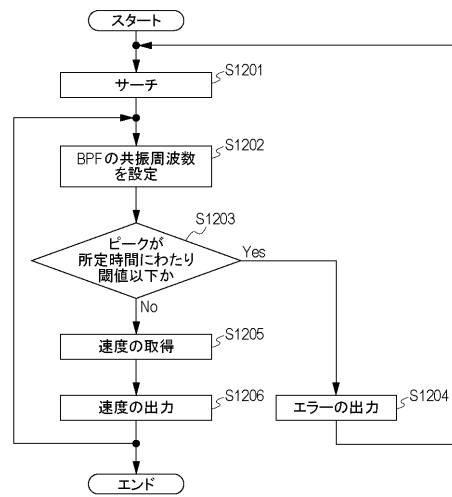 スタート
サーチ
S1201
BPFの共振周波数
を設定
S1202
ピークが
所定時間にわたり
閾値以下か
S1203
Yes
No
速度の取得
S1205
速度の出力
S1206
エラーの出力
S1204
エンド